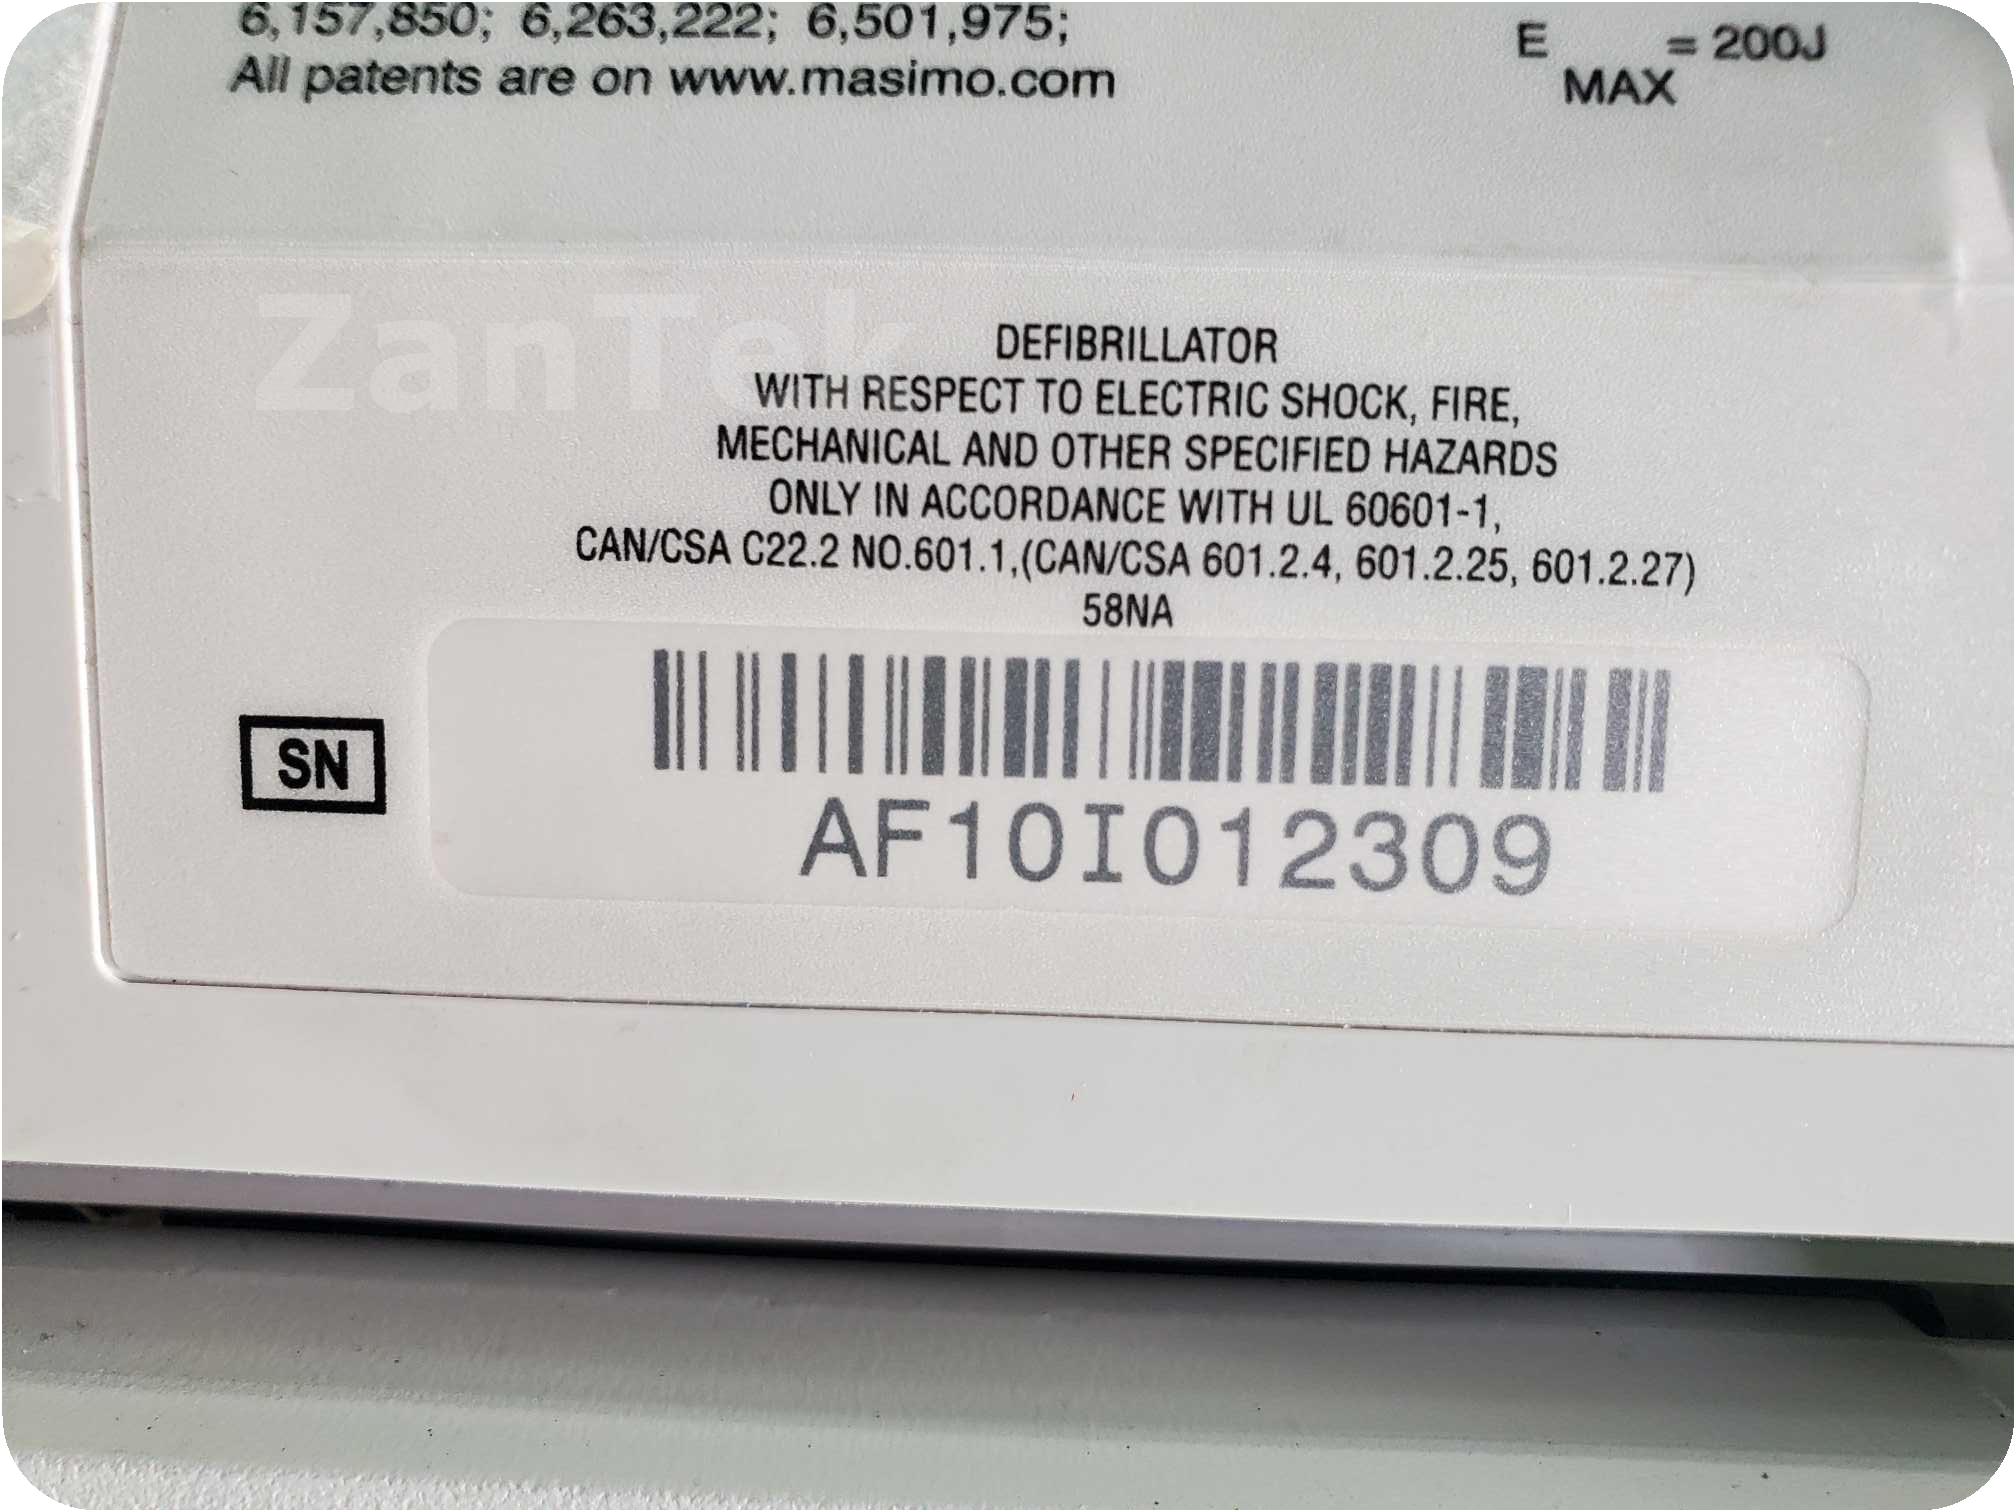 6,157,850; 6,263,222; 6,501,975;
All patents are on www.masimo.com
E MAX = 200J
ZanTek
DEFIBRILLATOR
WITH RESPECT TO ELECTRIC SHOCK, FIRE,
MECHANICAL AND OTHER SPECIFIED HAZARDS
ONLY IN ACCORDANCE WITH UL 60601-1,
CAN/CSA C22.2 NO.601.1,(CAN/CSA 601.2.4, 601.2.25, 601.2.27)
58NA
SN
AF10I012309